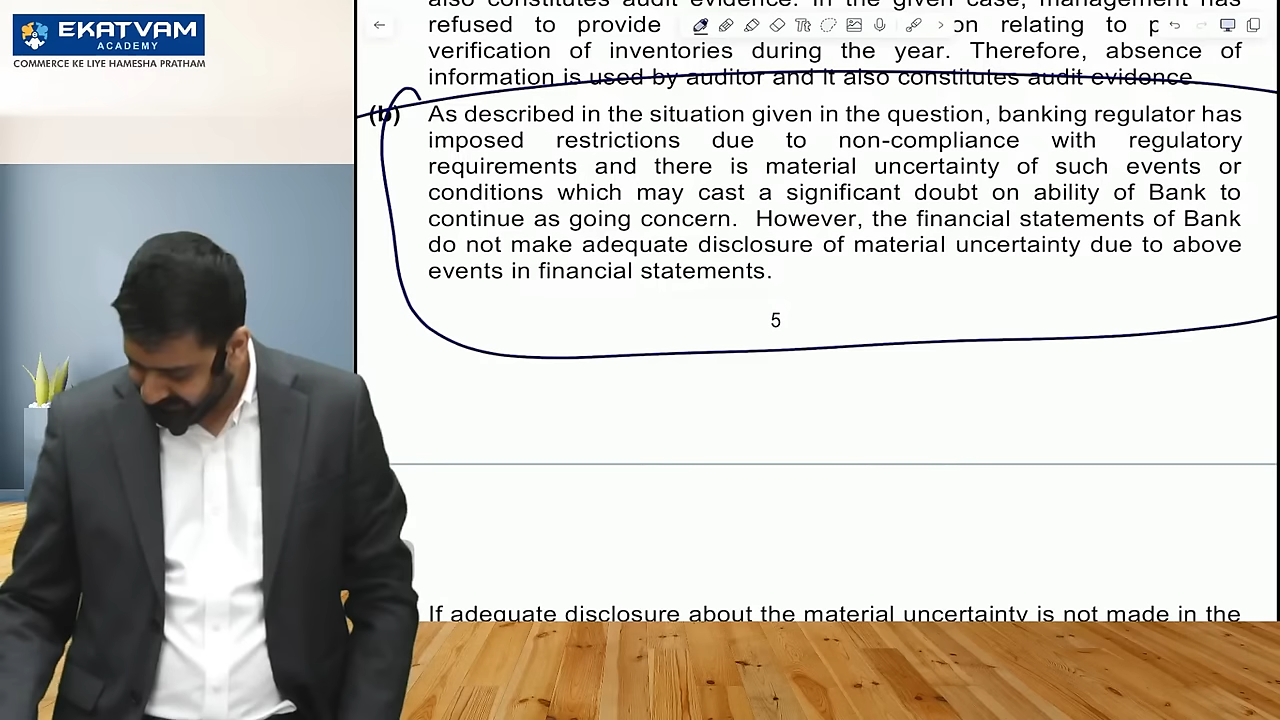 EKATVAM
ACADEMY
COMMERCE KE LIYE HAMESHA PRATHAM
also constitutes audit evidence. In the given case, management has
refused to provide on relating to p
verification of inventories during the year. Therefore, absence of
information is used by auditor and it also constitutes audit evidence
(b) As described in the situation given in the question, banking regulator has
imposed restrictions due to non-compliance with regulatory
requirements and there is material uncertainty of such events or
conditions which may cast a significant doubt on ability of Bank to
continue as going concern. However, the financial statements of Bank
do not make adequate disclosure of material uncertainty due to above
events in financial statements.
5
If adequate disclosure about the material uncertainty is not made in the